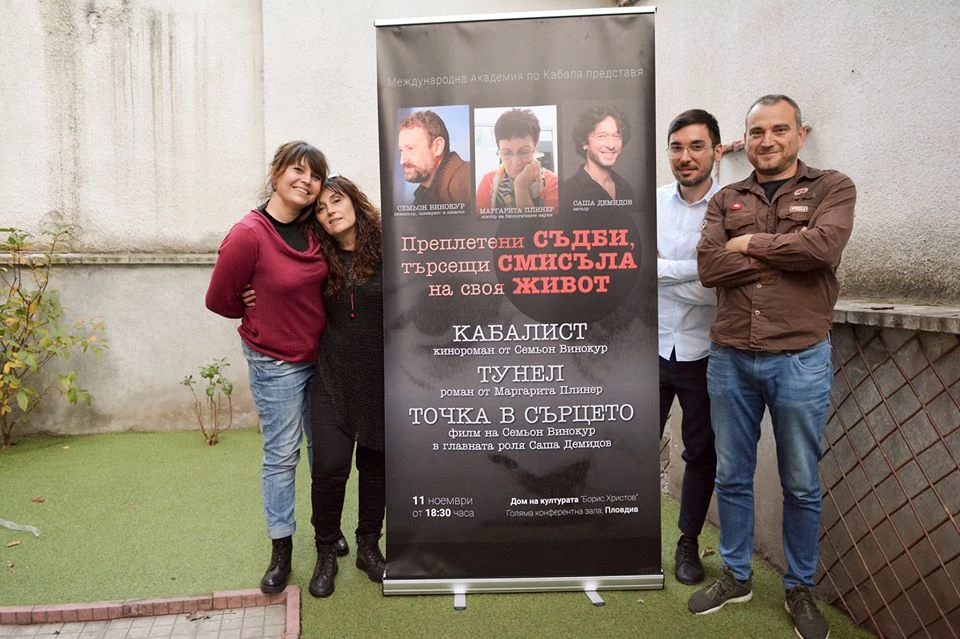 Международна Академия по Кабала представя
СЕМЬОН ВИНОКУР
режисьор, сценарист и писател
МАРГАРИТА ПЛИНЕР
доктор на биологичните науки
САША ДЕМИДОВ
актьор
Преплетени СЪДБИ,
търсещи СМИСЪЛА
на своя ЖИВОТ
КАБАЛИСТ
кинороман от Семьон Винокур
ТУНЕЛ
роман от Маргарита Плинер
ТОЧКА В СЪРЦЕТО
филм на Семьон Винокур
в главната роля Саша Демидов
11 ноември
от 18:30 часа
Дом на културата "Борис Христов"
Голяма конферентна зала, Пловдив